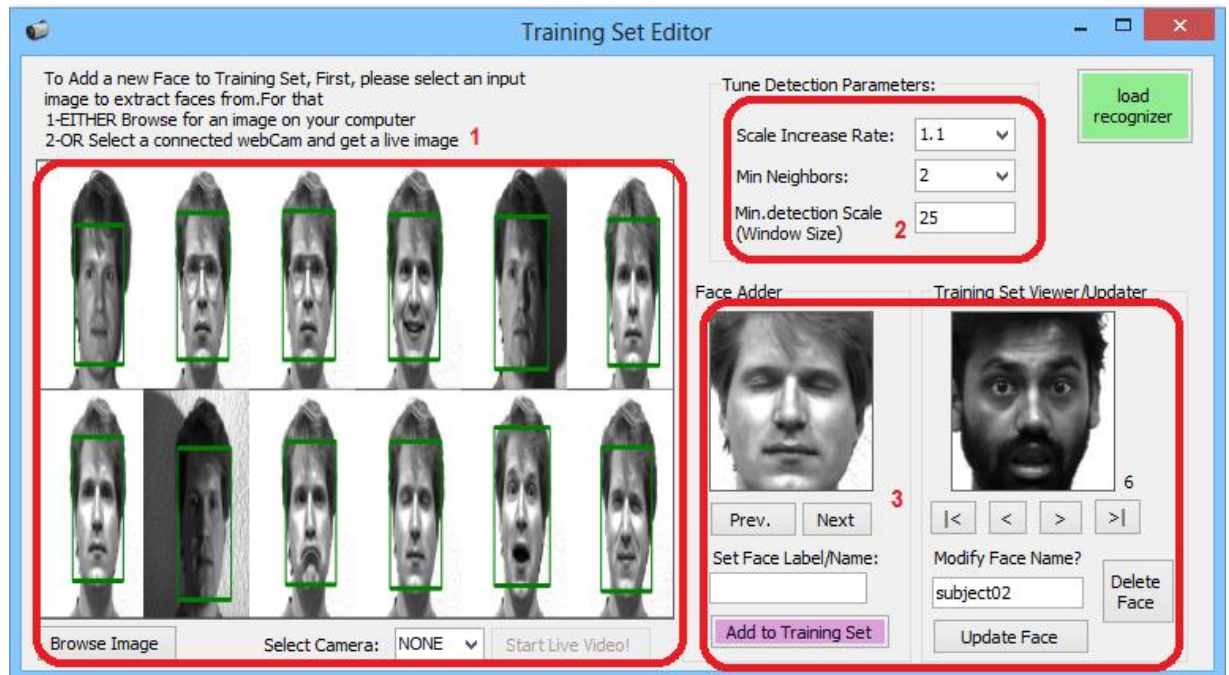 Training Set Editor
To Add a new Face to Training Set, First, please select an input
image to extract faces from.For that
1-EITHER Browse for an image on your computer
2-OR Select a connected webCam and get a live image 1
Tune Detection Parameters:
Scale Increase Rate: 1.1
Min Neighbors: 2
Min.detection Scale
(Window Size) 2 25
load
recognizer
Face Adder
Prev. Next
Set Face Label/Name:
Add to Training Set
3
Training Set Viewer/Updater
6
|< < > >|
Modify Face Name?
subject02
Update Face
Delete
Face
Browse Image Select Camera: NONE Start Live Video!